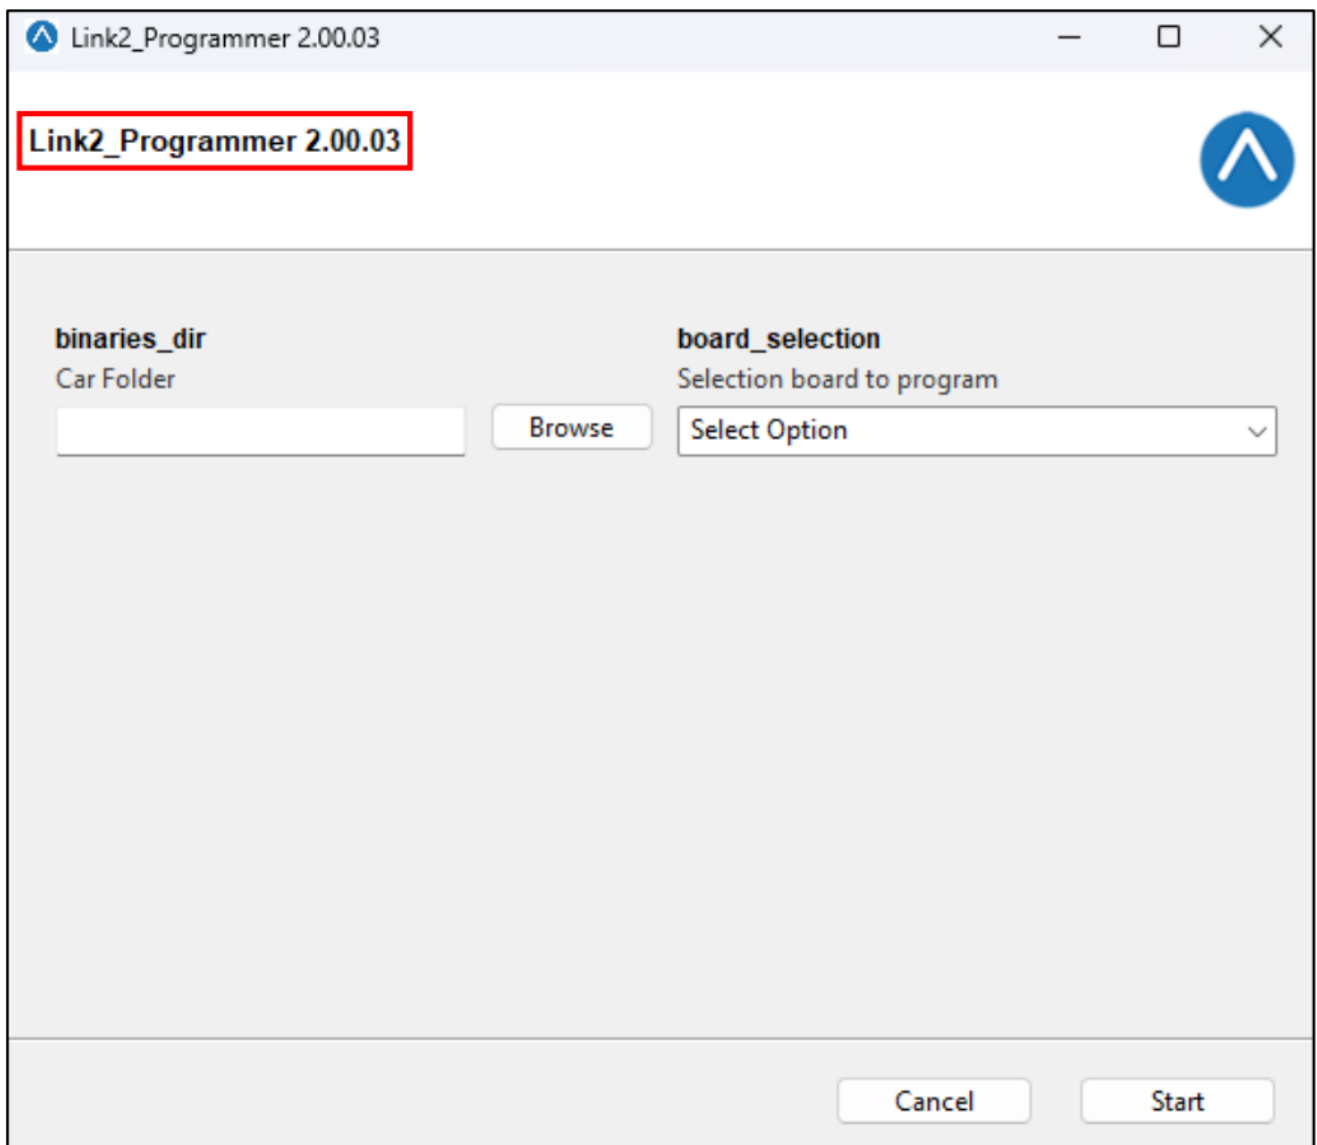 Link2_Programmer 2.00.03
Link2_Programmer 2.00.03
binaries_dir
Car Folder
Browse
board_selection
Selection board to program
Select Option
Cancel
Start